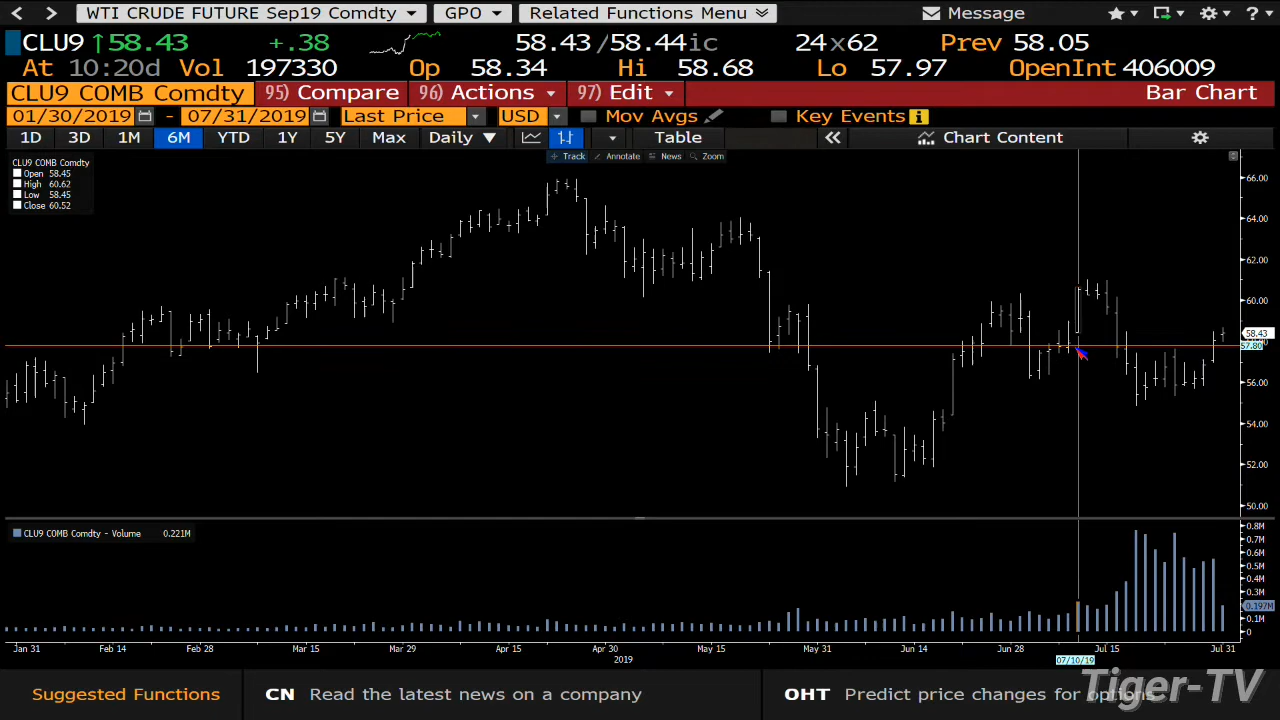 WTI CRUDE FUTURE Sep19 Comdty GPO Related Functions Menu Message ?
CLU9 ↑58.43 +.38 58.43/58.44ic 24x62 Prev 58.05
At 10:20d Vol 197330 Op 58.34 Hi 58.68 Lo 57.97 OpenInt 406009
CLU9 COMB Comdty 95) Compare 96) Actions 97) Edit Bar Chart
01/30/2019 - 07/31/2019 Last Price USD Mov Avgs Key Events i
1D 3D 1M 6M YTD 1Y 5Y Max Daily ▼ Table Chart Content
Track Annotate News Zoom
CLU9 COMB Comdty
Open 58.45
High 60.62
Low 58.45
Close 60.52
66.00
64.00
62.00
60.00
58.43
57.80
56.00
54.00
52.00
50.00
CLU9 COMB Comdty - Volume 0.221M
0.8M
0.7M
0.6M
0.5M
0.4M
0.3M
0.197M
0.1M
0
Jan 31 Feb 14 Feb 28 Mar 15 Mar 29 Apr 15 Apr 30 May 15 May 31 Jun 14 Jun 28 Jul 15 Jul 31
2019 07/10/19
Suggested Functions CN Read the latest news on a company OHT Predict price changes for options
Tiger-TV